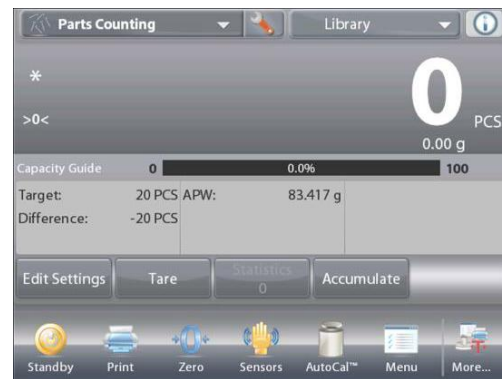 Parts Counting Library
*
0
>0< PCS
0.00 g
Capacity Guide 0 0.0% 100
Target: 20 PCS APW: 83.417 g
Difference: -20 PCS
Edit Settings Tare Statistics Accumulate
0
Standby Print Zero Sensors AutoCal™ Menu More...